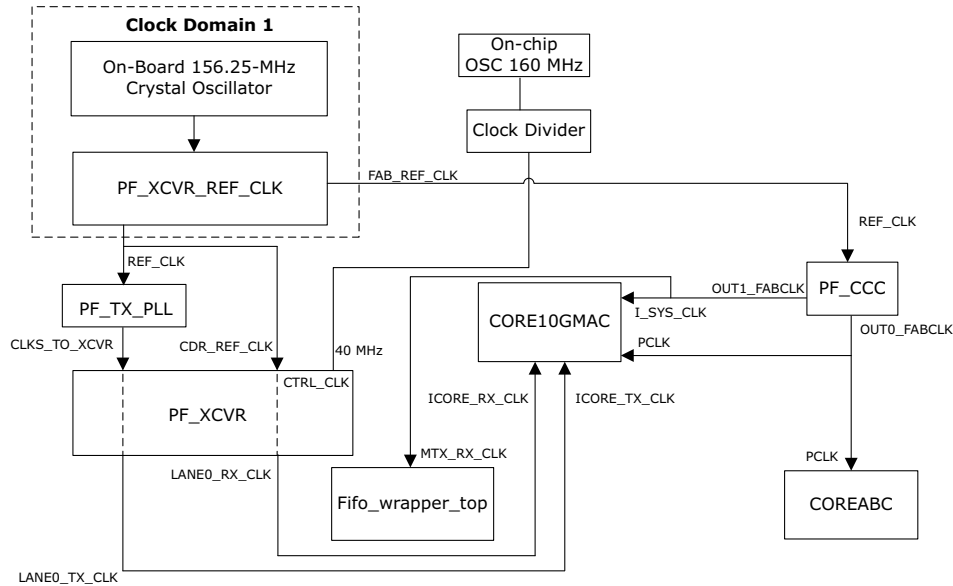 Clock Domain 1
On-Board 156.25-MHz
Crystal Oscillator
On-chip
OSC 160 MHz
Clock Divider
PF_XCVR_REF_CLK
FAB_REF_CLK
REF_CLK
REF_CLK
PF_TX_PLL
OUT1_FABCLK
PF_CCC
I_SYS_CLK
CORE10GMAC
OUT0_FABCLK
CLKS_TO_XCVR
CDR_REF_CLK
40 MHz
PCLK
CTRL_CLK
ICORE_RX_CLK
ICORE_TX_CLK
PF_XCVR
MTX_RX_CLK
PCLK
LANE0_RX_CLK
Fifo_wrapper_top
COREABC
LANE0_TX_CLK